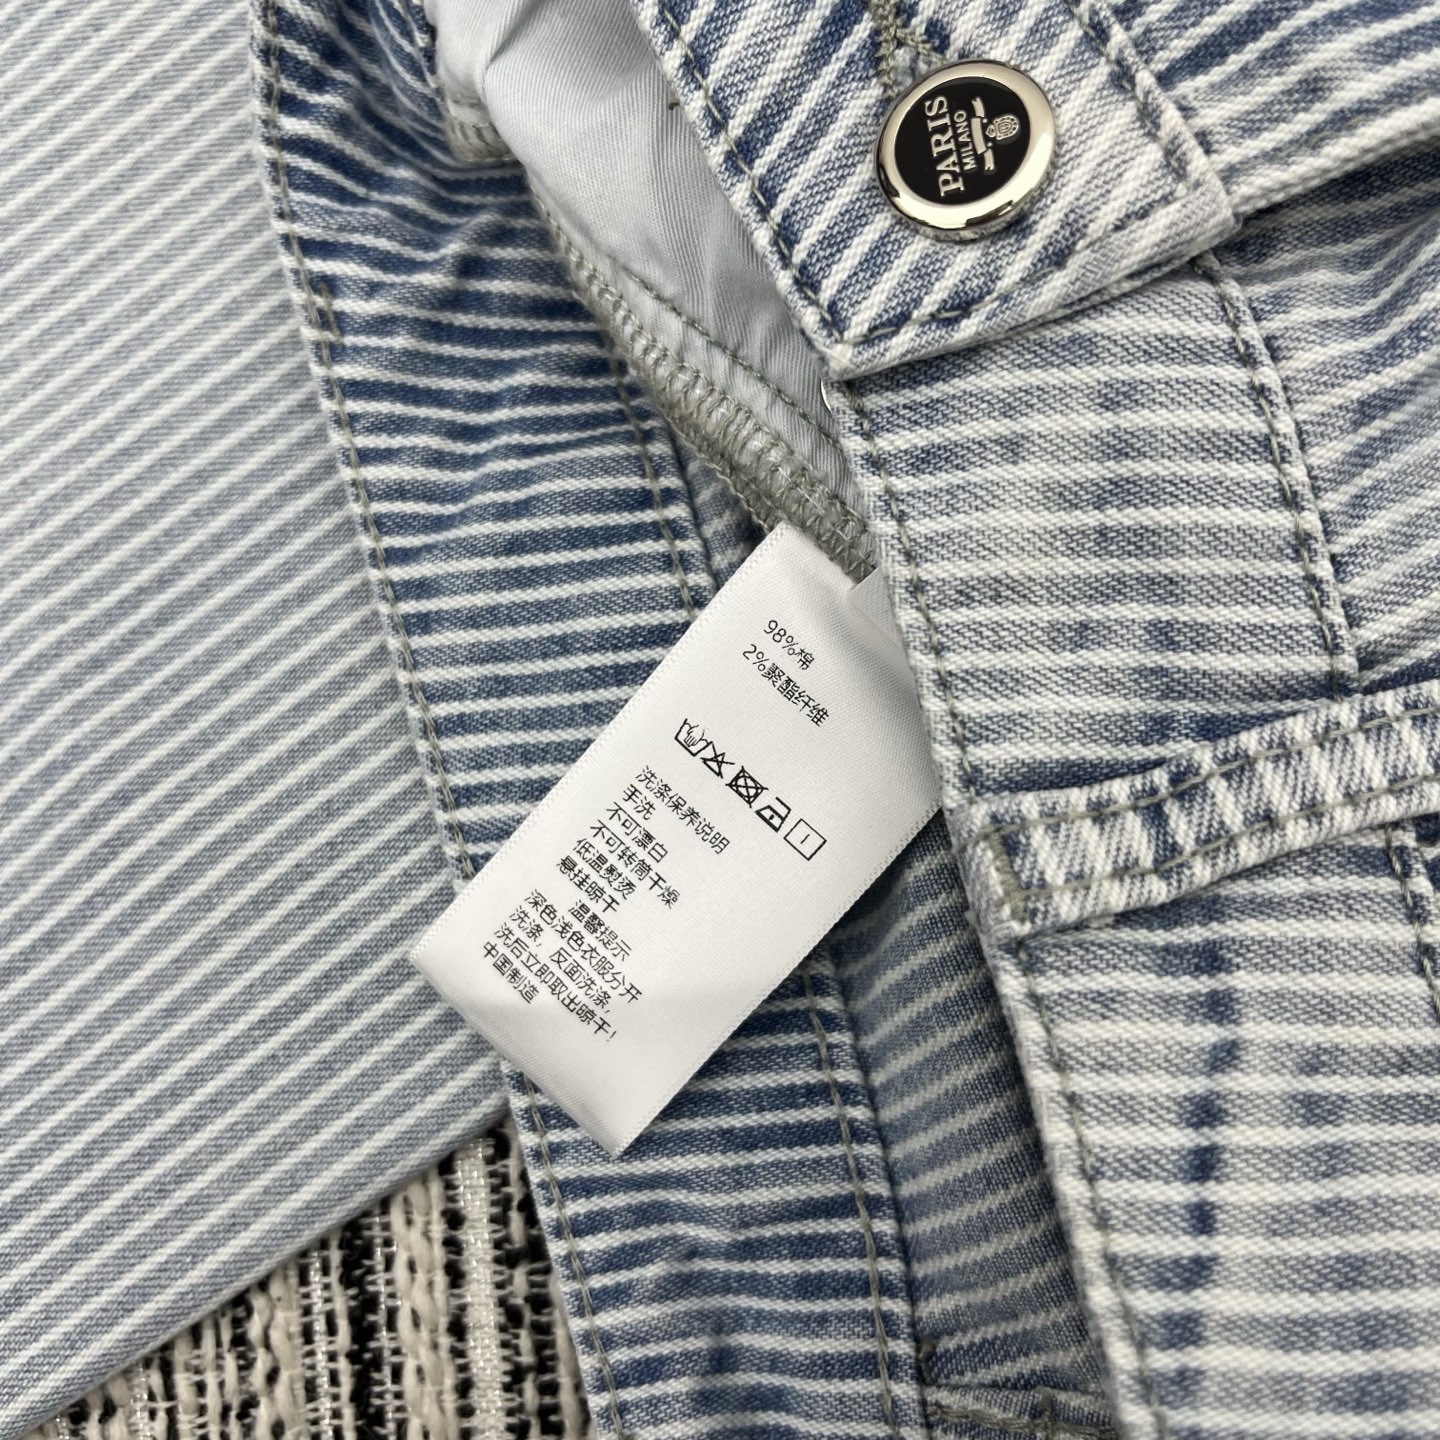 PARIS
MILANO
98%棉
2%聚酯纤维
洗涤保养说明
手洗
不可漂白
不可转筒干燥
低温熨烫
悬挂晾干
温馨提示
深色浅色衣服分开
洗涤，反面洗涤，
洗后立即取出晾干!
中国制造